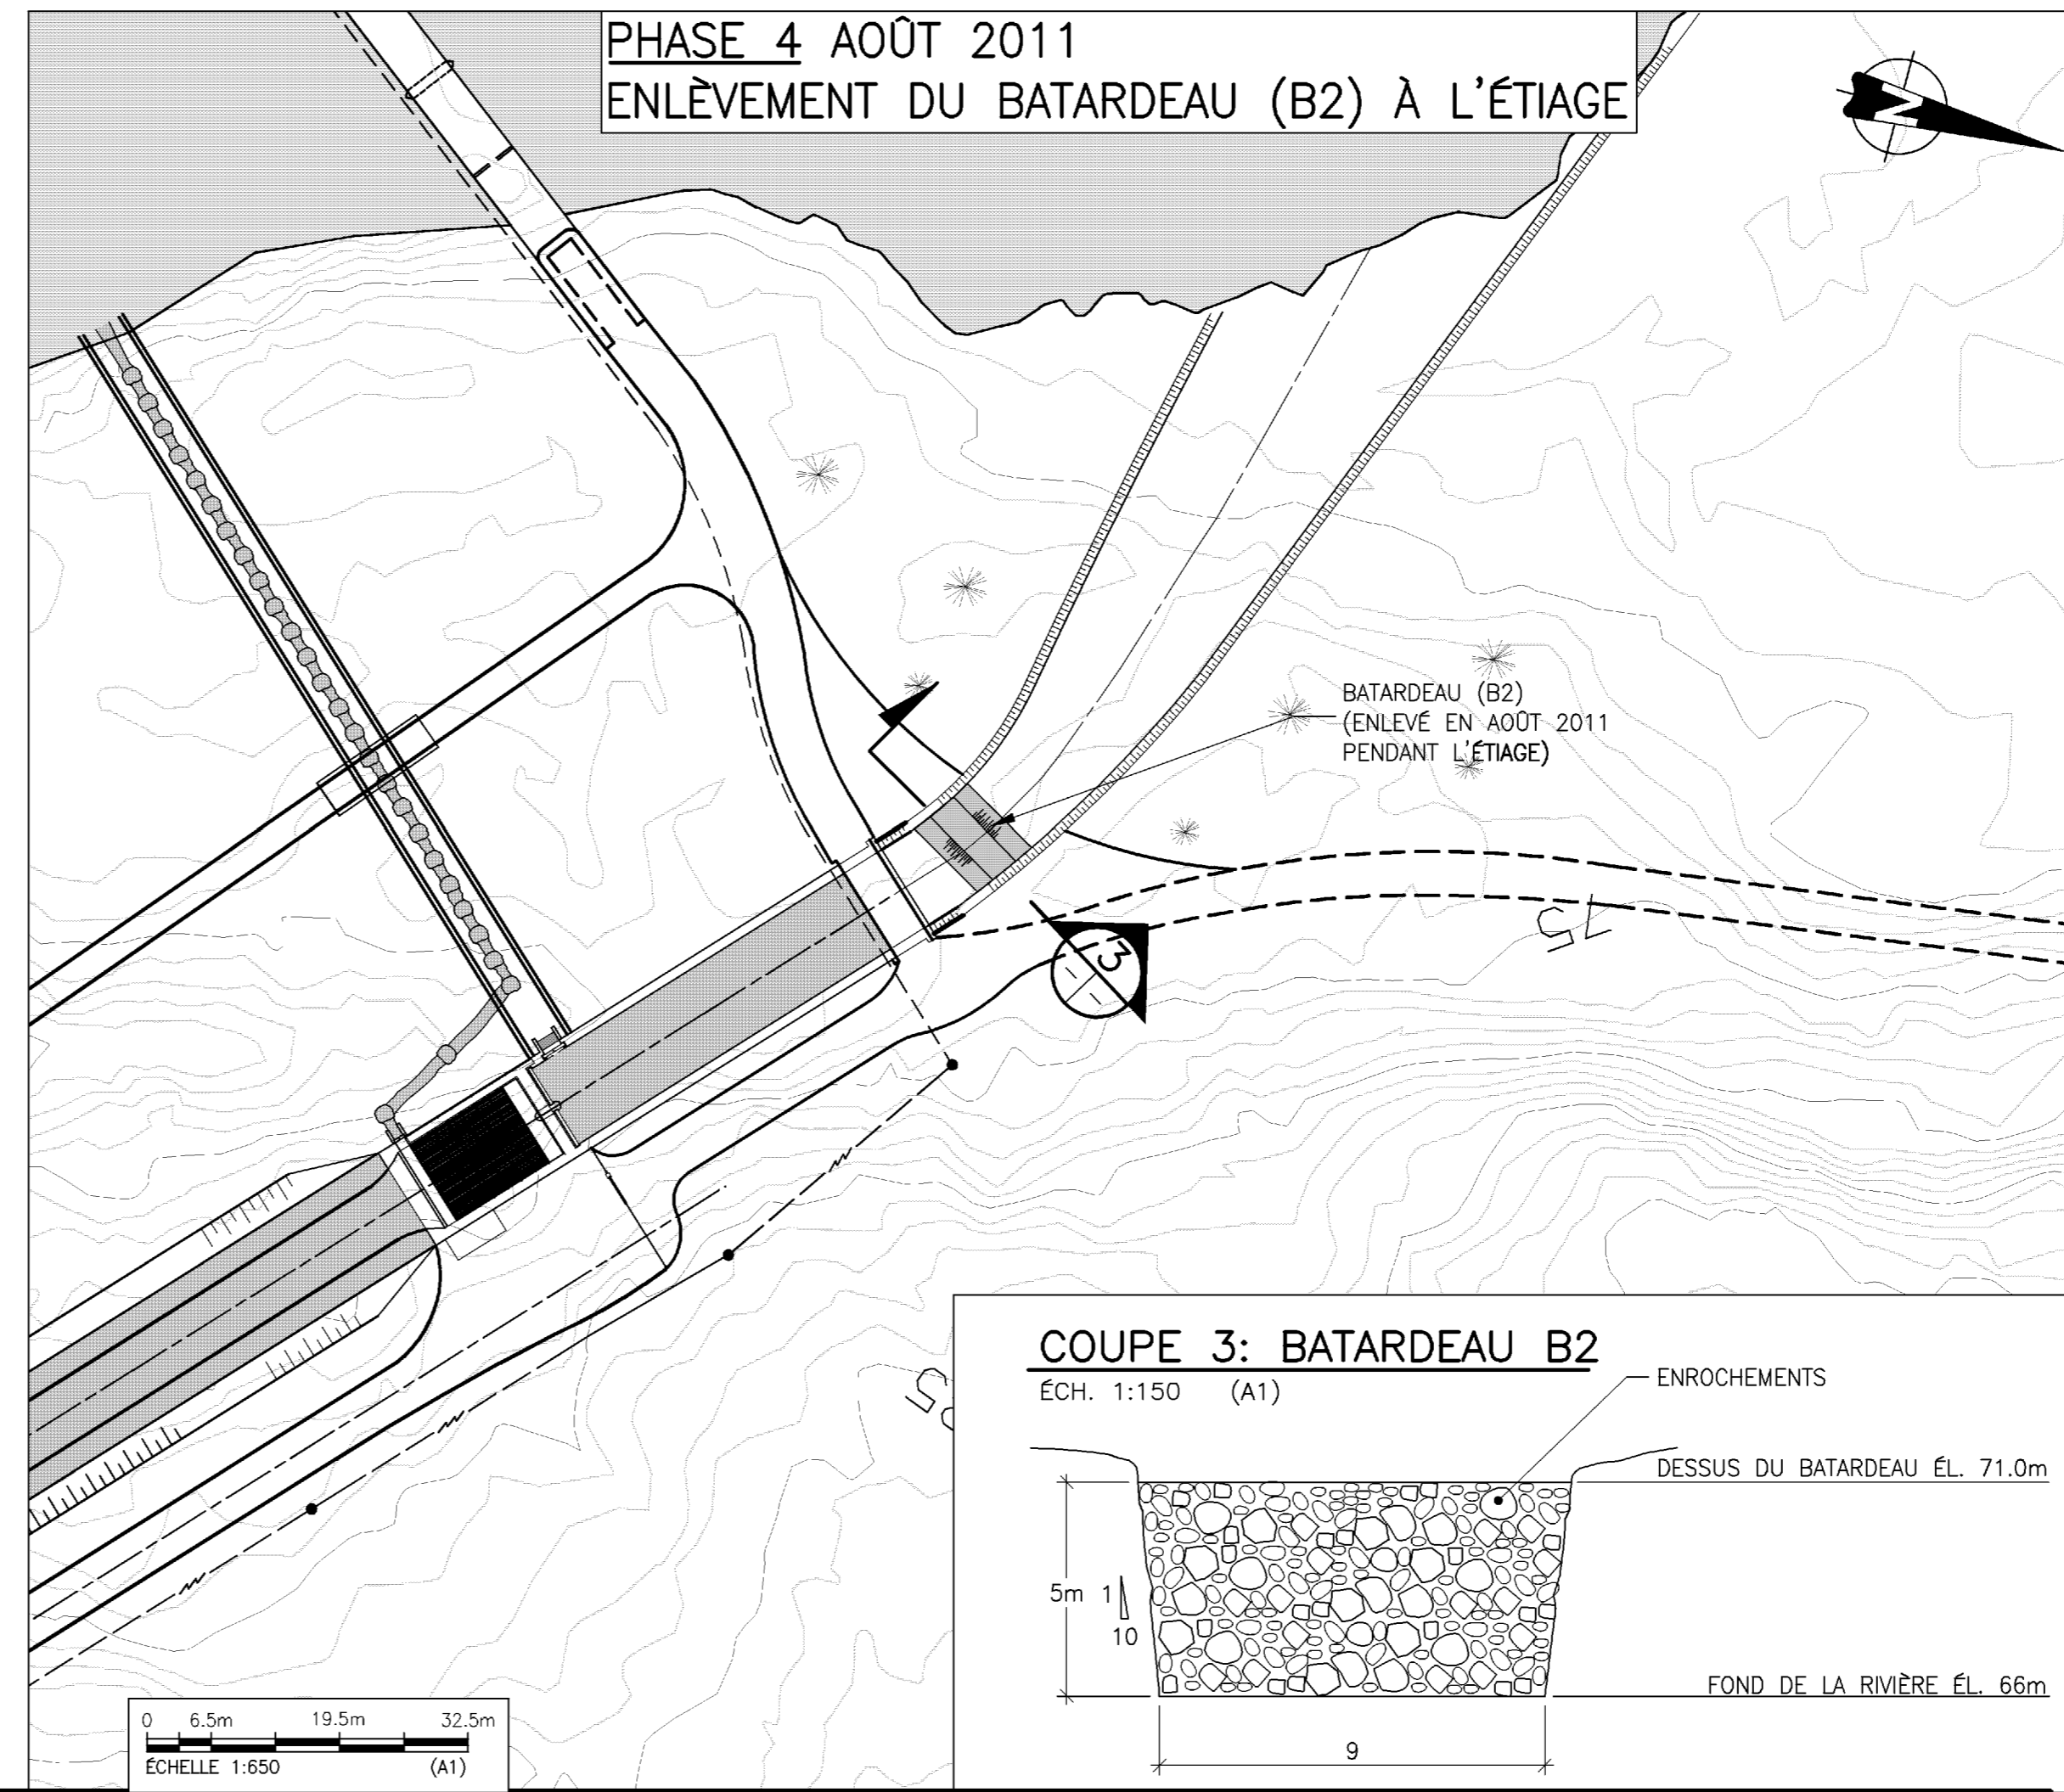 PHASE 4 AOÛT 2011
ENLÈVEMENT DU BATARDEAU (B2) À L'ÉTIAGE
N
BATARDEAU (B2)
(ENLEVÉ EN AOÛT 2011
PENDANT L'ÉTIAGE)
75
3
COUPE 3: BATARDEAU B2
ÉCH. 1:150 (A1)
ENROCHEMENTS
DESSUS DU BATARDEAU ÉL. 71.0m
5m
1
10
FOND DE LA RIVIÈRE ÉL. 66m
9
0 6.5m 19.5m 32.5m
ÉCHELLE 1:650 (A1)